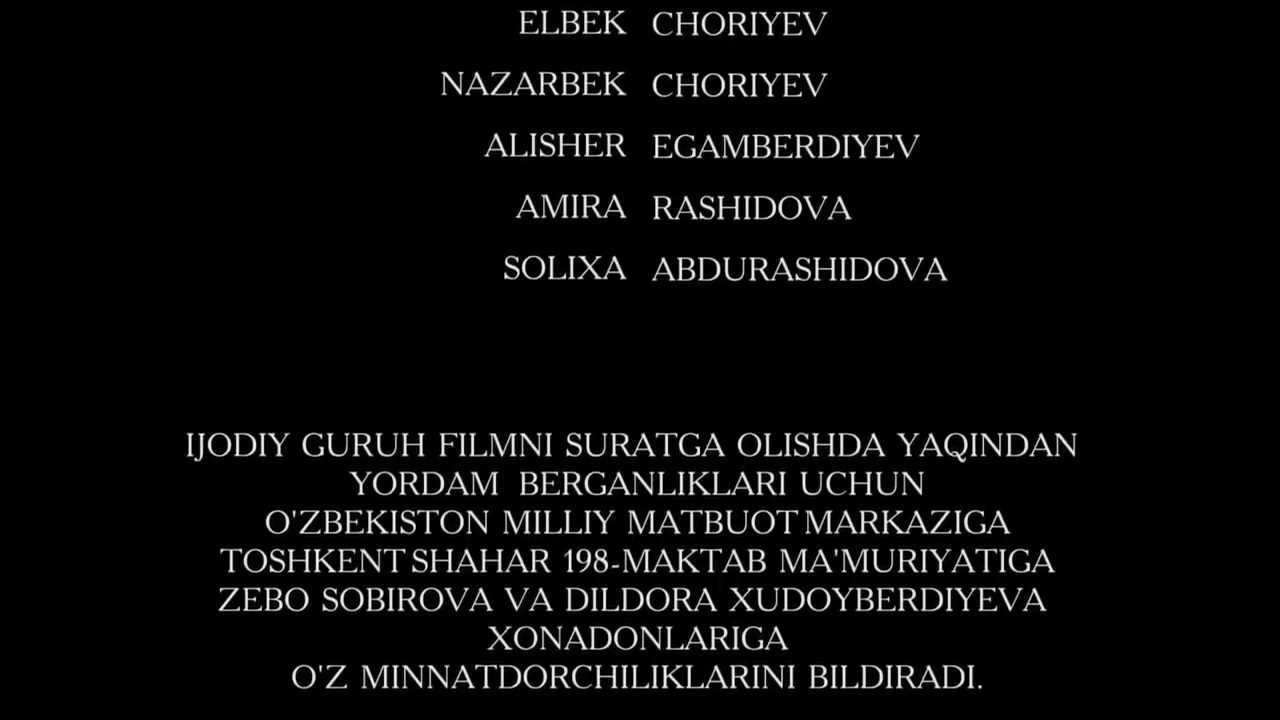 ELBEK CHORIYEV
NAZARBEK CHORIYEV
ALISHER EGAMBERDIYEV
AMIRA RASHIDOVA
SOLIXA ABDURASHIDOVA
IJODIY GURUH FILMNI SURATGA OLISHDA YAQINDAN
YORDAM BERGANLIKLARI UCHUN
O'ZBEKISTON MILLIY MATBUOT MARKAZIGA
TOSHKENT SHAHAR 198-MAKTAB MA'MURIYATIGA
ZEBO SOBIROVA VA DILDORA XUDOYBERDIYEVA
XONADONLARIGA
O'Z MINNATDORCHILIKLARINI BILDIRADI.